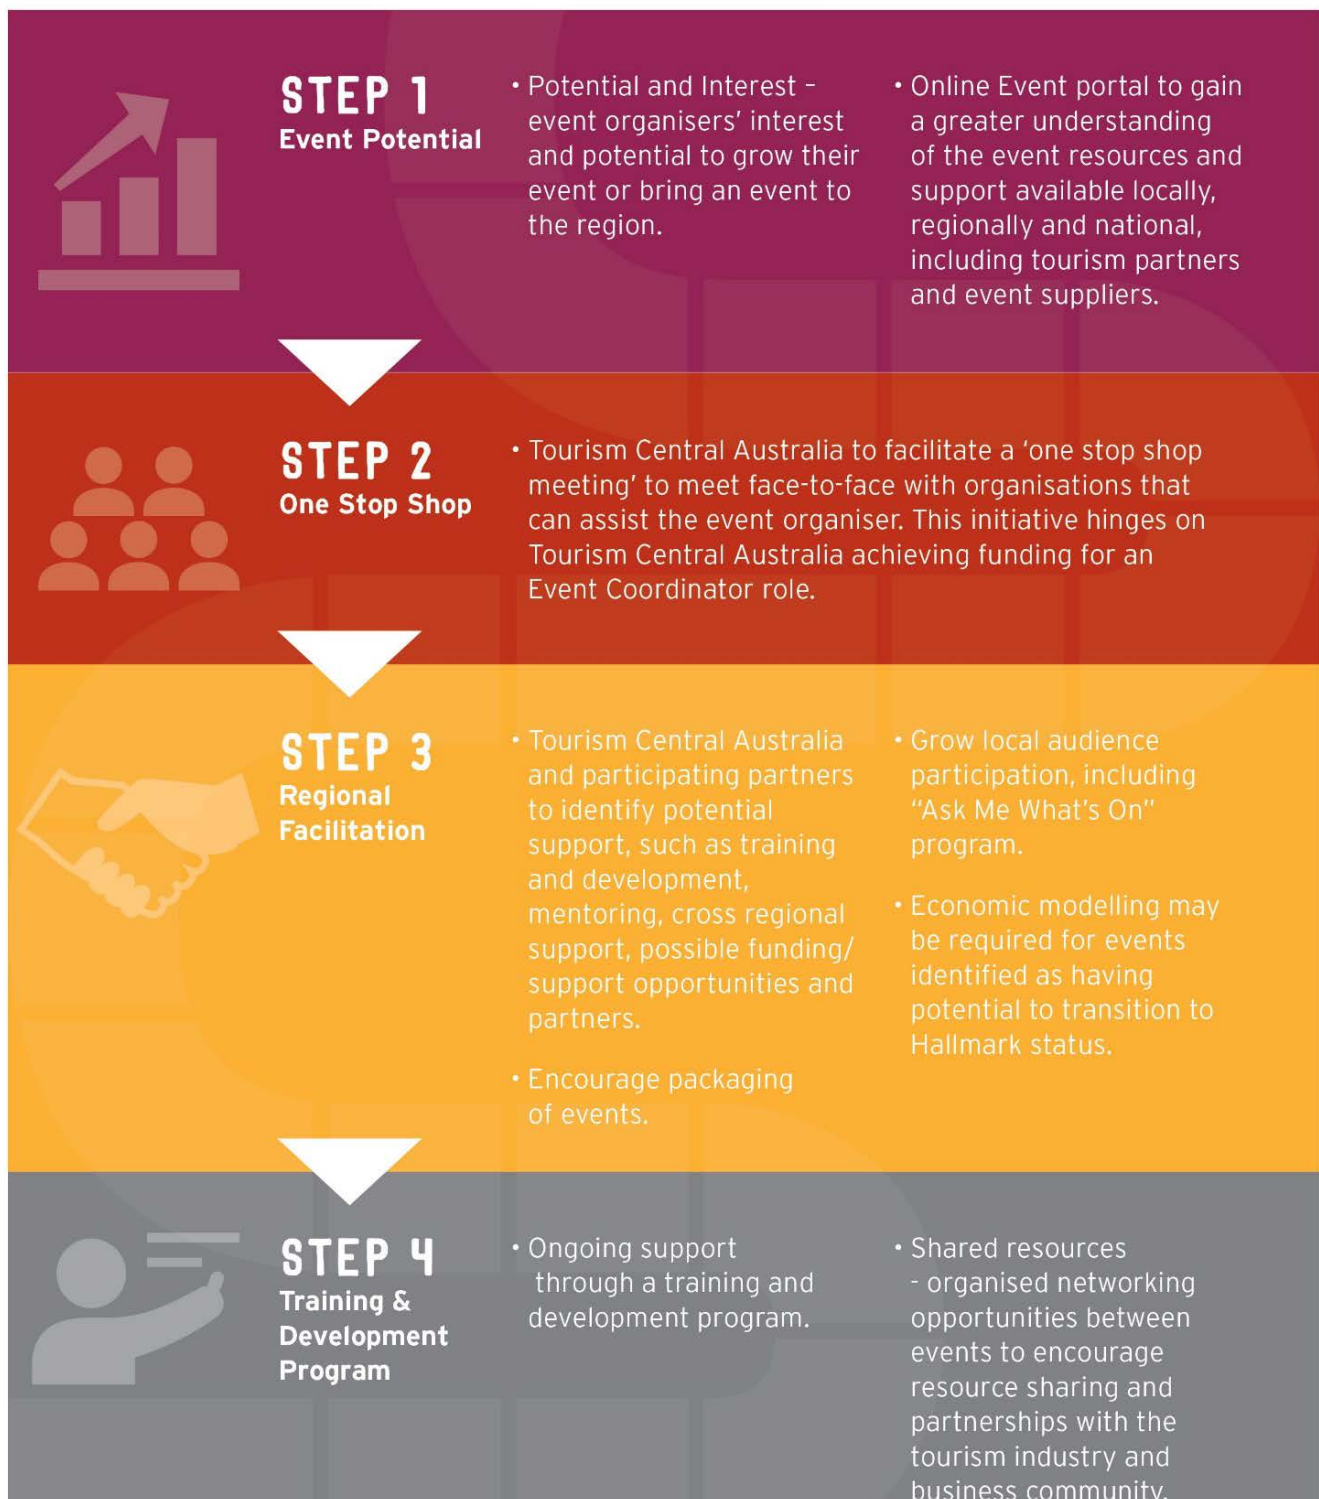 STEP 1
Event Potential
• Potential and Interest –
event organisers’ interest
and potential to grow their
event or bring an event to
the region.
• Online Event portal to gain
a greater understanding
of the event resources and
support available locally,
regionally and national,
including tourism partners
and event suppliers.
STEP 2
One Stop Shop
• Tourism Central Australia to facilitate a ‘one stop shop
meeting’ to meet face-to-face with organisations that
can assist the event organiser. This initiative hinges on
Tourism Central Australia achieving funding for an
Event Coordinator role.
STEP 3
Regional
Facilitation
• Tourism Central Australia
and participating partners
to identify potential
support, such as training
and development,
mentoring, cross regional
support, possible funding/
support opportunities and
partners.
• Encourage packaging
of events.
• Grow local audience
participation, including
“Ask Me What’s On”
program.
• Economic modelling may
be required for events
identified as having
potential to transition to
Hallmark status.
STEP 4
Training &
Development
Program
• Ongoing support
through a training and
development program.
• Shared resources
- organised networking
opportunities between
events to encourage
resource sharing and
partnerships with the
tourism industry and
business community.